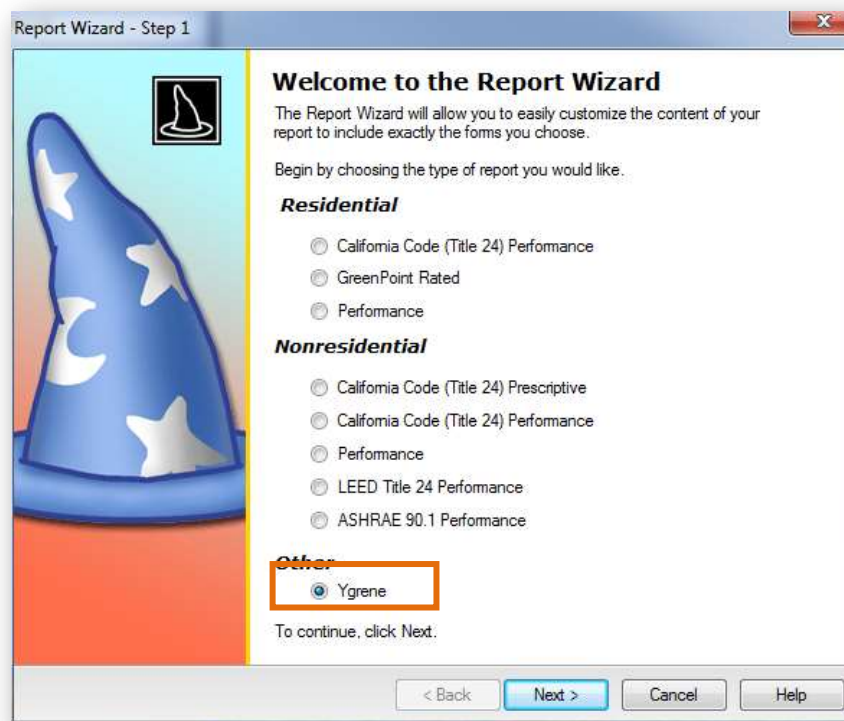 Report Wizard - Step 1
Welcome to the Report Wizard
The Report Wizard will allow you to easily customize the content of your
report to include exactly the forms you choose.
Begin by choosing the type of report you would like.
Residential
California Code (Title 24) Performance
GreenPoint Rated
Performance
Nonresidential
California Code (Title 24) Prescriptive
California Code (Title 24) Performance
Performance
LEED Title 24 Performance
ASHRAE 90.1 Performance
Other
Ygrene
To continue, click Next.
< Back Next > Cancel Help